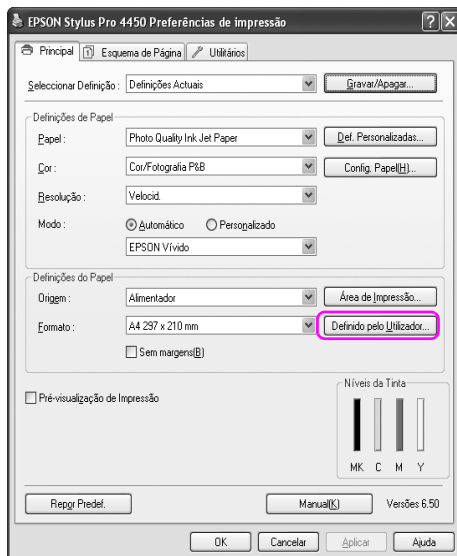 EPSON Stylus Pro 4450 Preferências de impressão
Principal Esquema de Página Utilitários
Seleccionar Definição : Definições Actuais Gravar/Apagar...
Definições de Papel
Papel : Photo Quality Ink Jet Paper Def. Personalizadas...
Cor : Cor/Fotografia P&B Config. Papel(H)...
Resolução : Velocid.
Modo : Automático Personalizado
EPSON Vívido
Definições do Papel
Origem : Alimentador Área de Impressão...
Formato : A4 297 x 210 mm Definido pelo Utilizador...
Sem margens(B)
Pré-visualização de Impressão
Níveis da Tinta
MK C M Y
Repor Predef. Manual(K) Versões 6.50
OK Cancelar Aplicar Ajuda